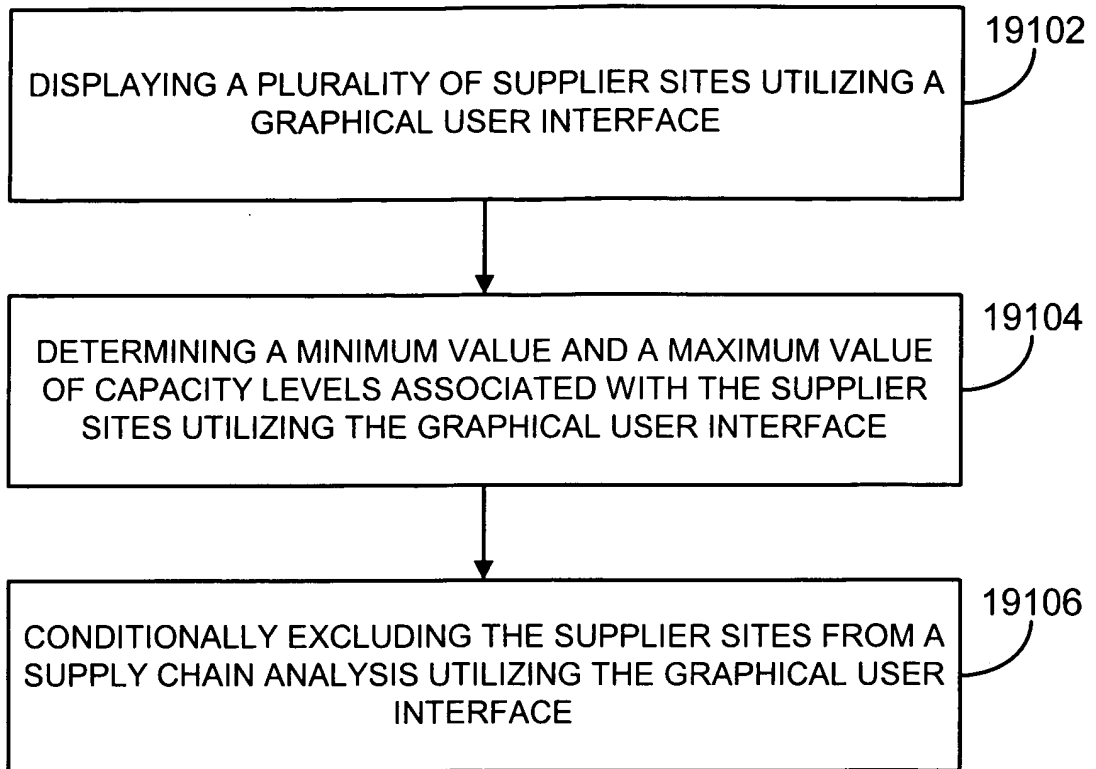 19102
DISPLAYING A PLURALITY OF SUPPLIER SITES UTILIZING A
GRAPHICAL USER INTERFACE
19104
DETERMINING A MINIMUM VALUE AND A MAXIMUM VALUE
OF CAPACITY LEVELS ASSOCIATED WITH THE SUPPLIER
SITES UTILIZING THE GRAPHICAL USER INTERFACE
19106
CONDITIONALLY EXCLUDING THE SUPPLIER SITES FROM A
SUPPLY CHAIN ANALYSIS UTILIZING THE GRAPHICAL USER
INTERFACE